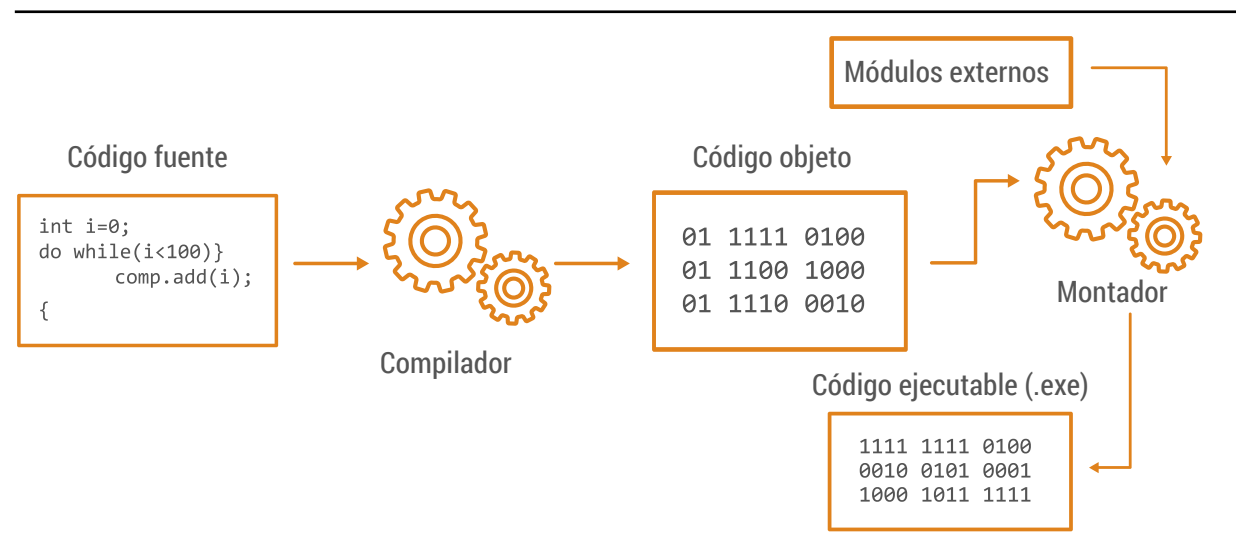 Módulos externos
Código fuente
int i=0;
do while(i<100)}
comp.add(i);
{
Compilador
Código objeto
01 1111 0100
01 1100 1000
01 1110 0010
Montador
Código ejecutable (.exe)
1111 1111 0100
0010 0101 0001
1000 1011 1111